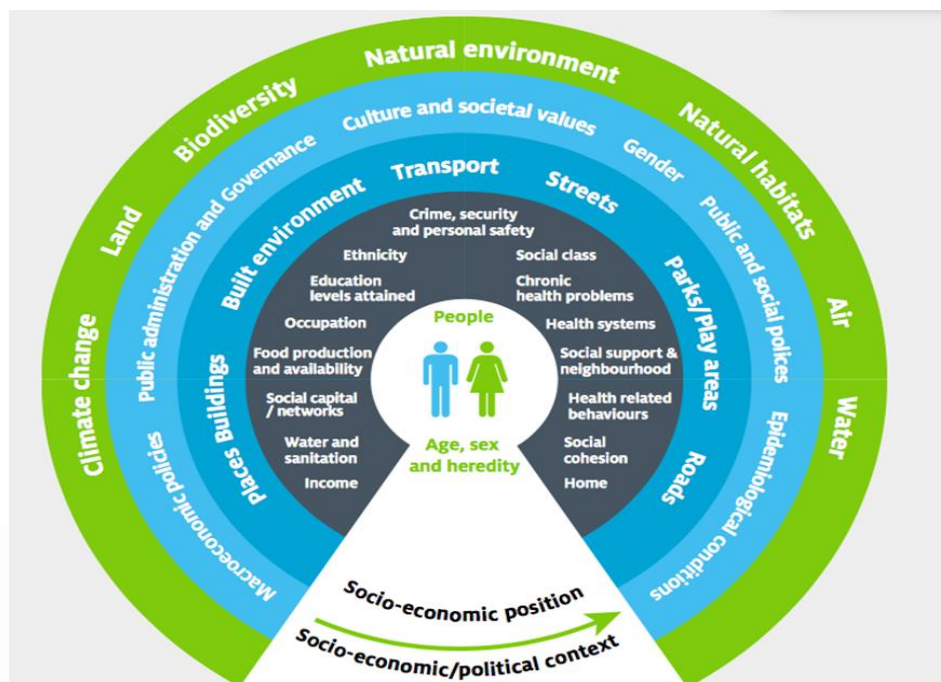 Natural environment
Biodiversity
Natural habitats
Land
Air
Climate change
Water
Culture and societal values
Public administration and Governance
Gender
Public and social polices
Macroeconomic policies
Epidemiological conditions
Transport
Built environment
Streets
Places Buildings
Parks/Play areas
Roads
Crime, security
and personal safety
Ethnicity
Social class
Education
levels attained
Chronic
health problems
Occupation
Health systems
Food production
and availability
Social support &
neighbourhood
Social capital
/ networks
Health related
behaviours
Water and
sanitation
Social
cohesion
Income
Home
People
Age, sex
and heredity
Socio-economic position
Socio-economic/political context